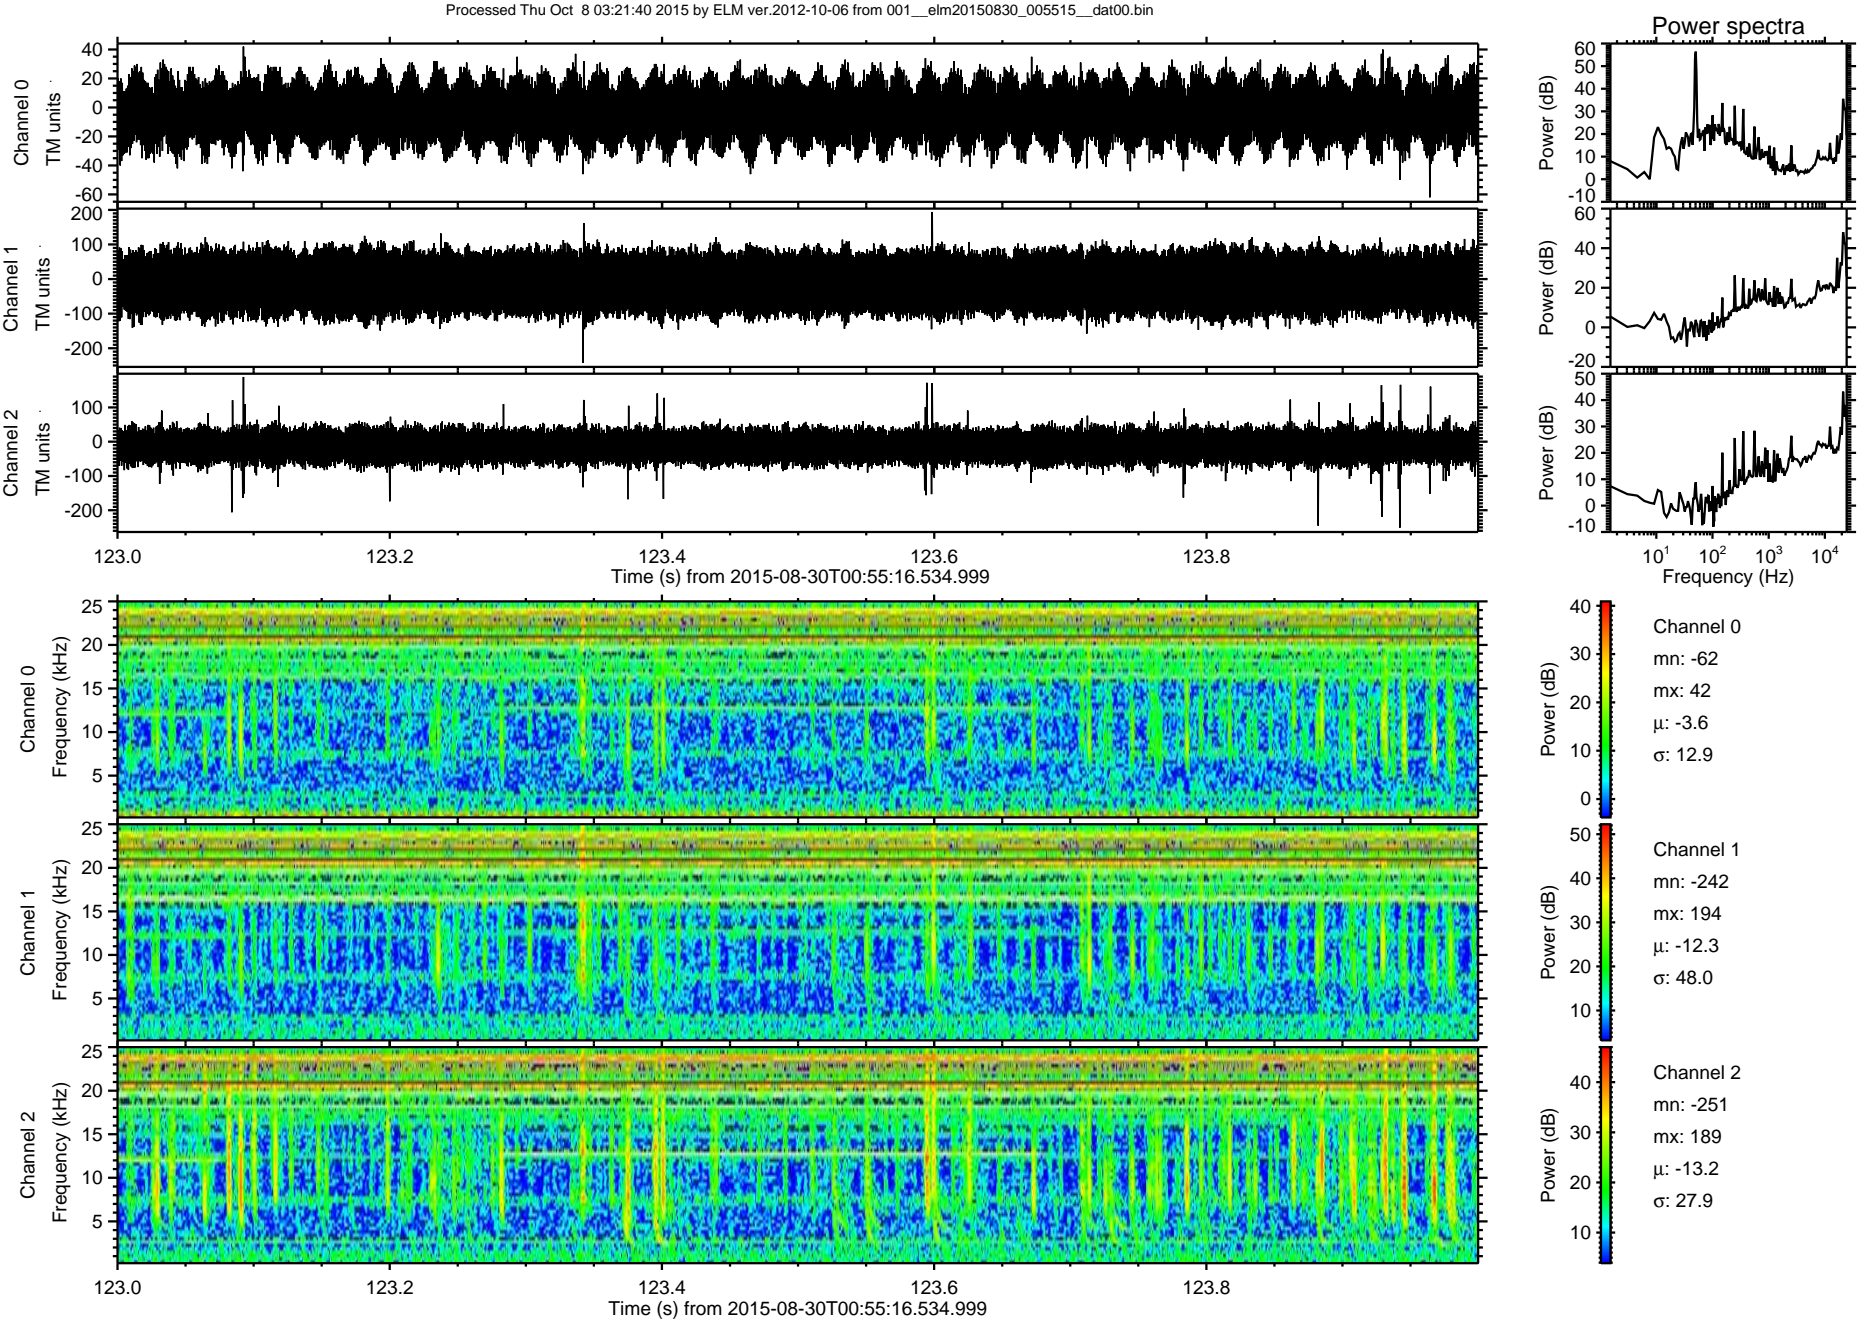 Processed Thu Oct  8 03:21:40 2015 by ELM ver.2012-10-06 from 001__elm20150830_005515__dat00.bin
Power spectra
Channel 0
TM units
40
20
0
-20
-40
-60
Power (dB)
60
50
40
30
20
10
0
-10
Channel 1
TM units
200
100
0
-100
-200
Power (dB)
60
40
20
0
-20
Channel 2
TM units
100
0
-100
-200
Power (dB)
50
40
30
20
10
0
-10
123.0 123.2 123.4 123.6 123.8
Time (s) from 2015-08-30T00:55:16.534.999
10^1 10^2 10^3 10^4
Frequency (Hz)
Channel 0
Frequency (kHz)
25
20
15
10
5
Power (dB)
40
30
20
10
0
Channel 0
mn: -62
mx: 42
μ: -3.6
σ: 12.9
Channel 1
Frequency (kHz)
25
20
15
10
5
Power (dB)
50
40
30
20
10
Channel 1
mn: -242
mx: 194
μ: -12.3
σ: 48.0
Channel 2
Frequency (kHz)
25
20
15
10
5
Power (dB)
40
30
20
10
Channel 2
mn: -251
mx: 189
μ: -13.2
σ: 27.9
123.0 123.2 123.4 123.6 123.8
Time (s) from 2015-08-30T00:55:16.534.999